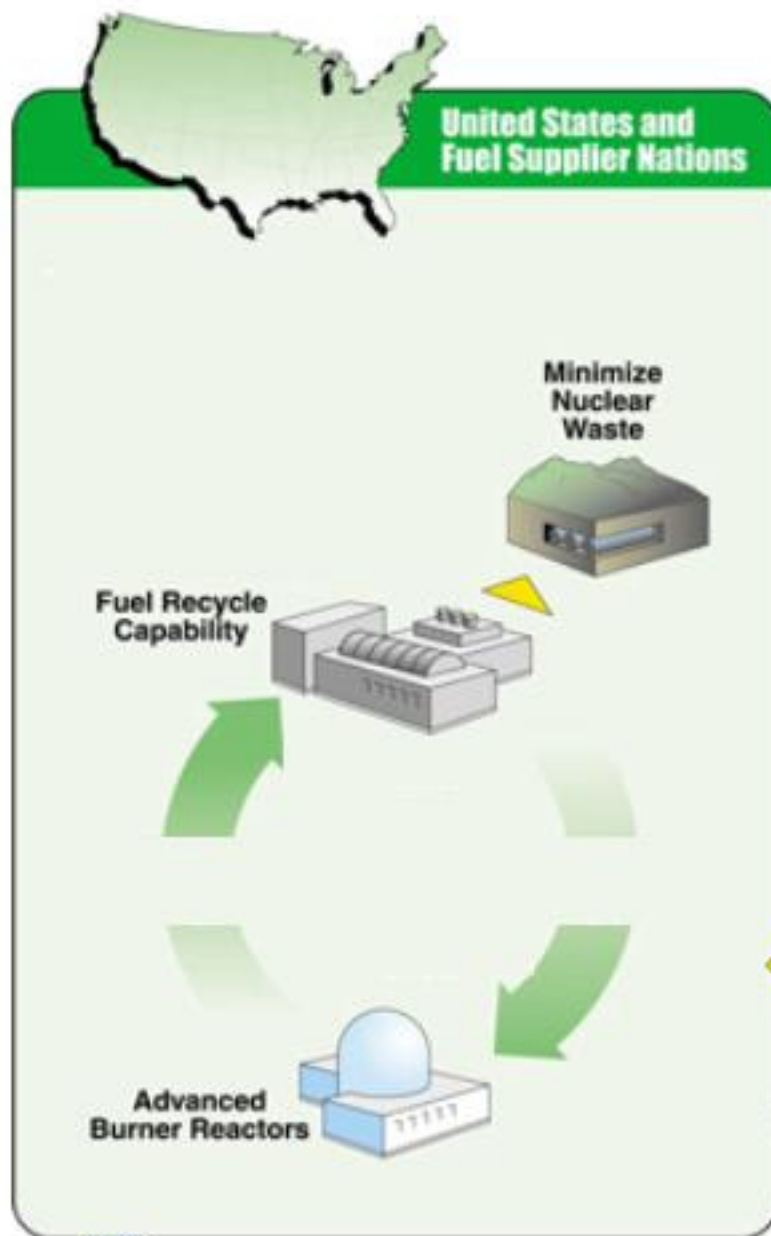 United States and
Fuel Supplier Nations
Minimize
Nuclear
Waste
Fuel Recycle
Capability
Advanced
Burner Reactors